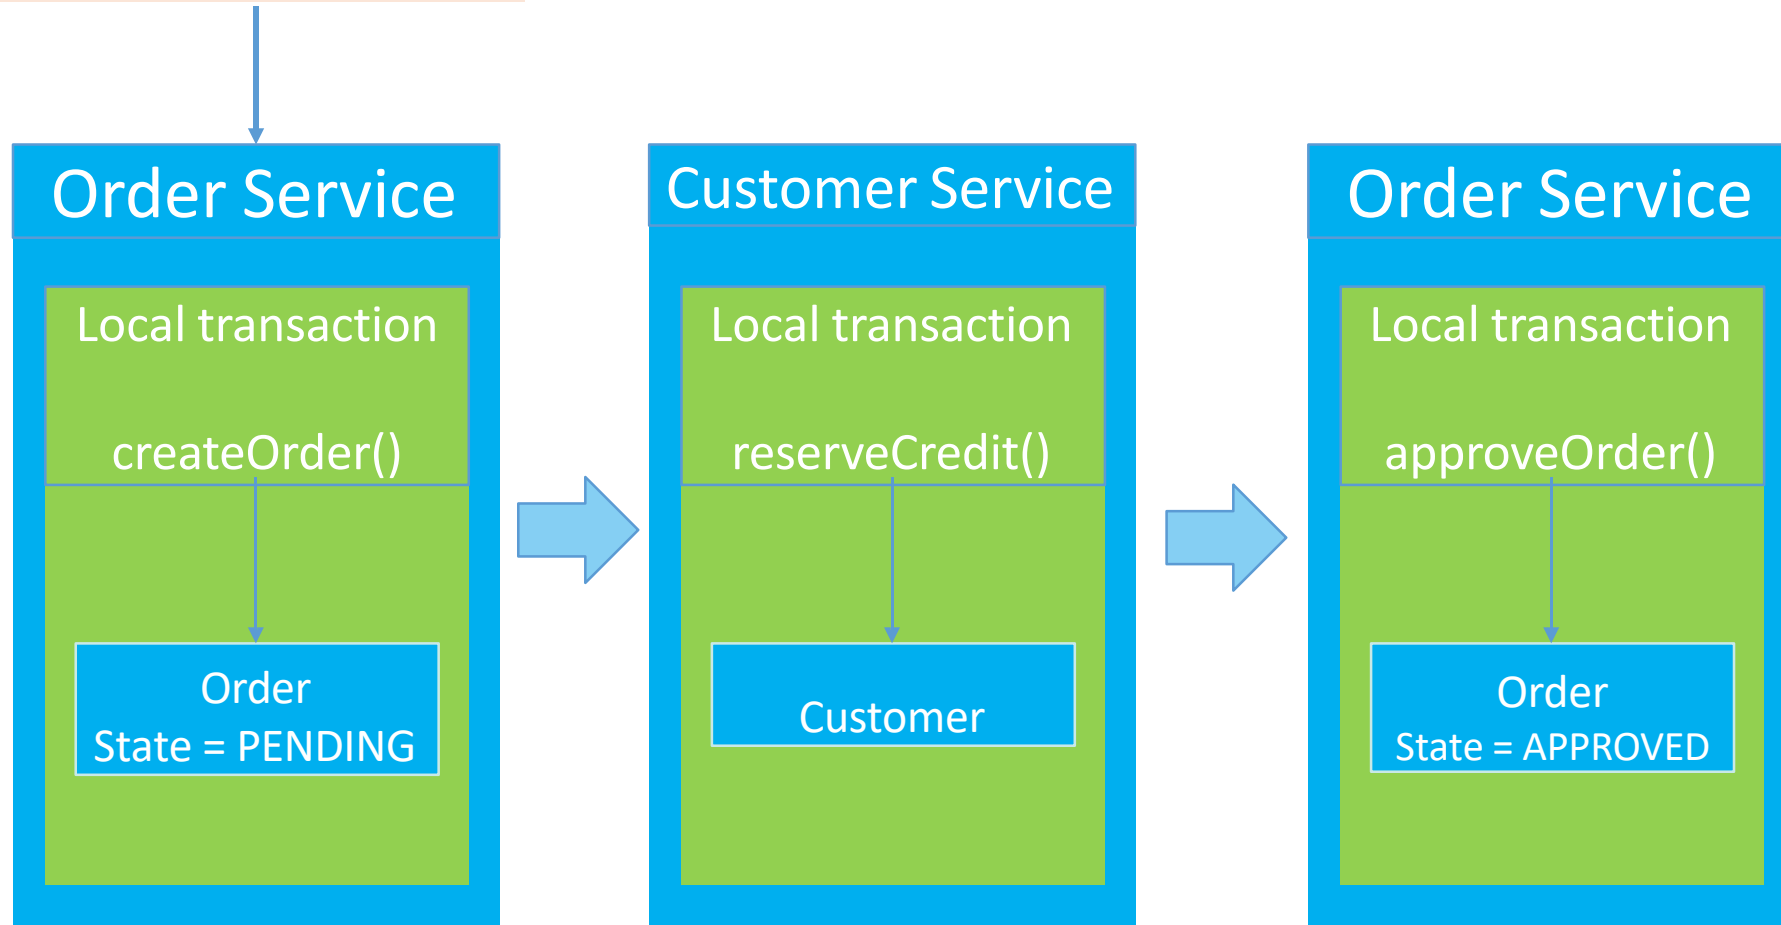 Order Service
Local transaction
createOrder()
Order
State = PENDING
Customer Service
Local transaction
reserveCredit()
Customer
Order Service
Local transaction
approveOrder()
Order
State = APPROVED